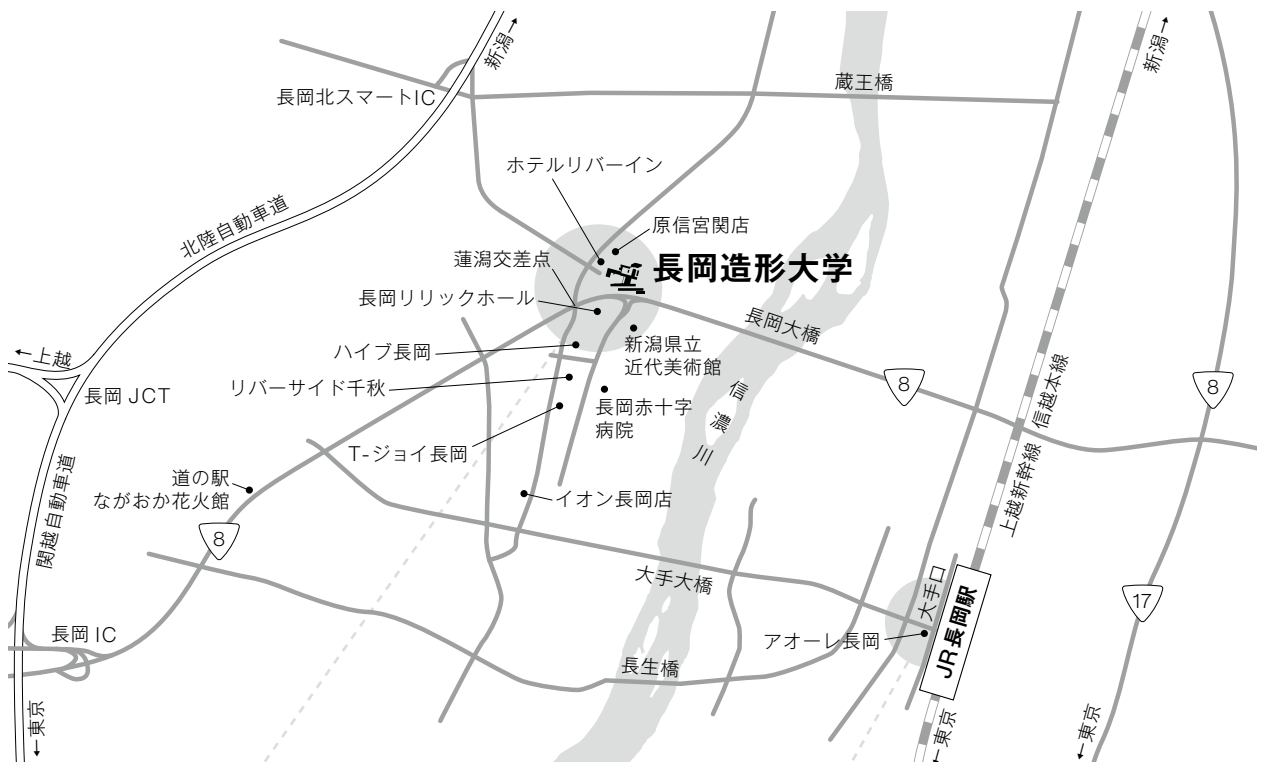 新潟→
新潟→
蔵王橋
長岡北スマートIC
ホテルリバーイン
北陸自動車道
原信宮関店
蓮潟交差点
長岡造形大学
長岡リリックホール
長岡大橋
←上越
ハイブ長岡
新潟県立
近代美術館
信越本線
長岡 JCT
リバーサイド千秋
8
8
信濃川
長岡赤十字
病院
T-ジョイ長岡
上越新幹線
道の駅
ながおか花火館
イオン長岡店
関越自動車道
8
大手大橋
大手口
17
長岡 IC
アオーレ長岡
JR長岡駅
長生橋
←東京
←東京
←東京